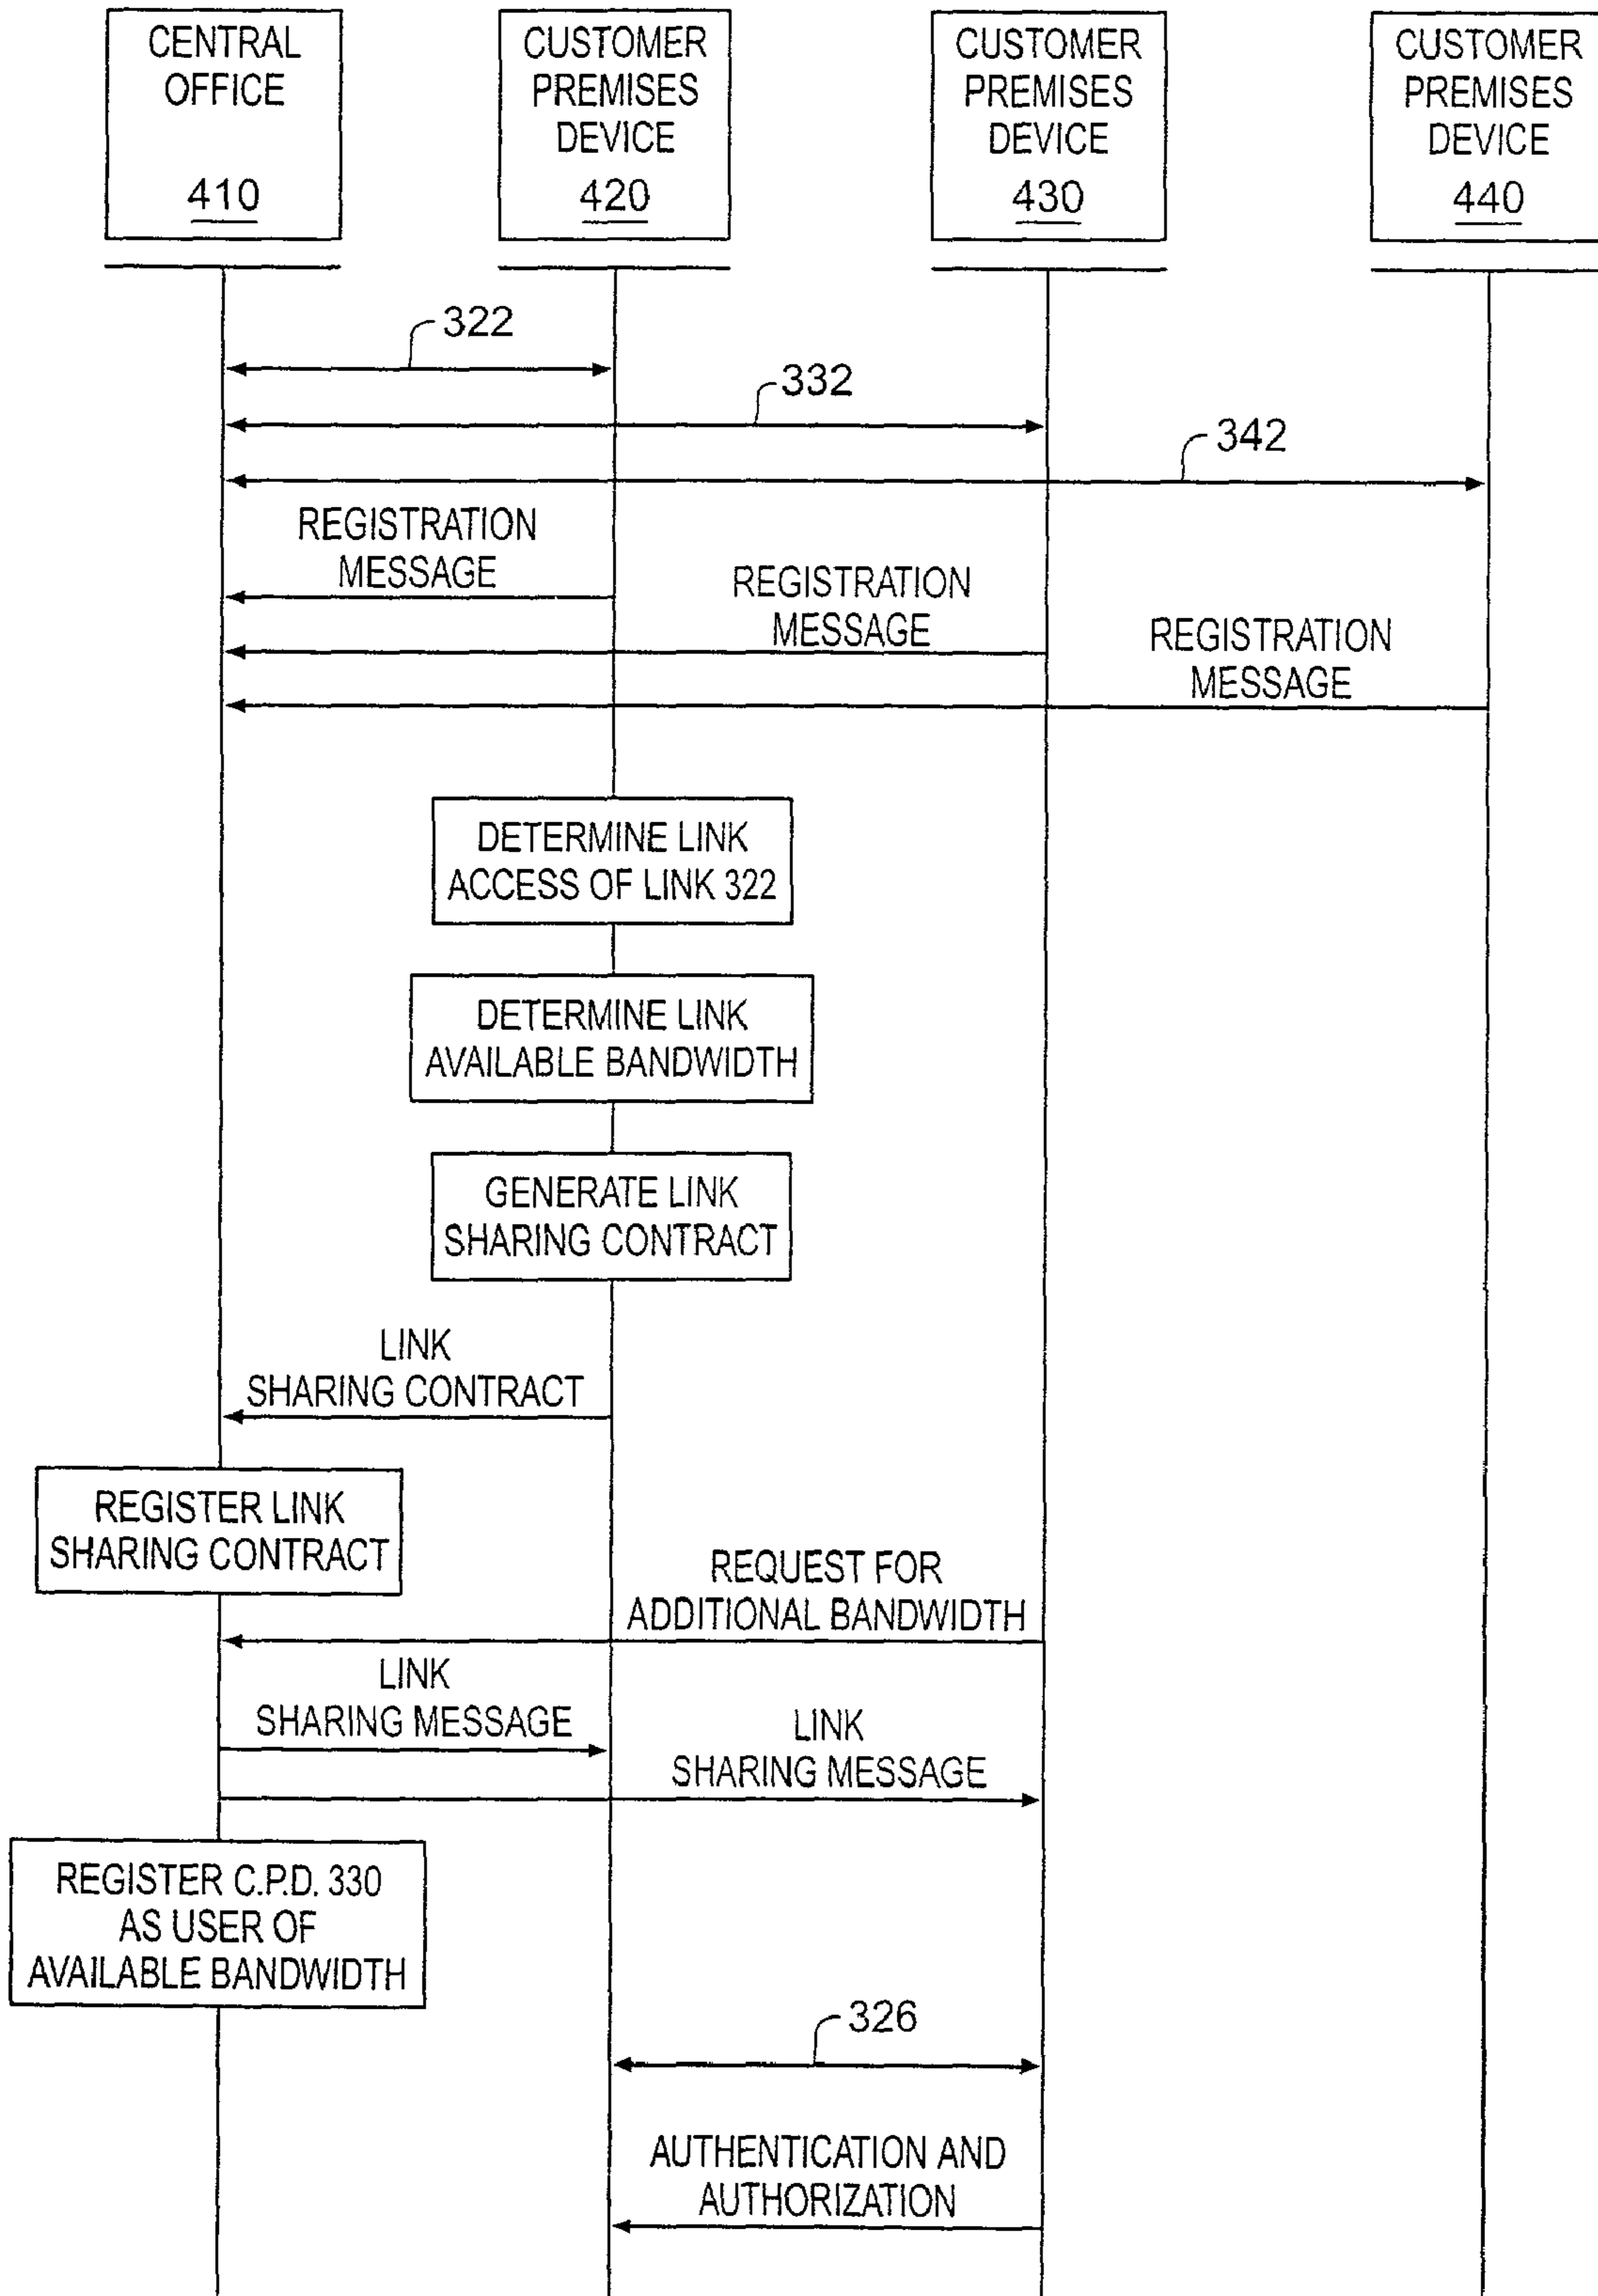 CENTRAL
OFFICE
410
CUSTOMER
PREMISES
DEVICE
420
CUSTOMER
PREMISES
DEVICE
430
CUSTOMER
PREMISES
DEVICE
440
322
332
342
REGISTRATION
MESSAGE
REGISTRATION
MESSAGE
REGISTRATION
MESSAGE
DETERMINE LINK
ACCESS OF LINK 322
DETERMINE LINK
AVAILABLE BANDWIDTH
GENERATE LINK
SHARING CONTRACT
LINK
SHARING CONTRACT
REGISTER LINK
SHARING CONTRACT
REQUEST FOR
ADDITIONAL BANDWIDTH
LINK
SHARING MESSAGE
LINK
SHARING MESSAGE
REGISTER C.P.D. 330
AS USER OF
AVAILABLE BANDWIDTH
326
AUTHENTICATION AND
AUTHORIZATION